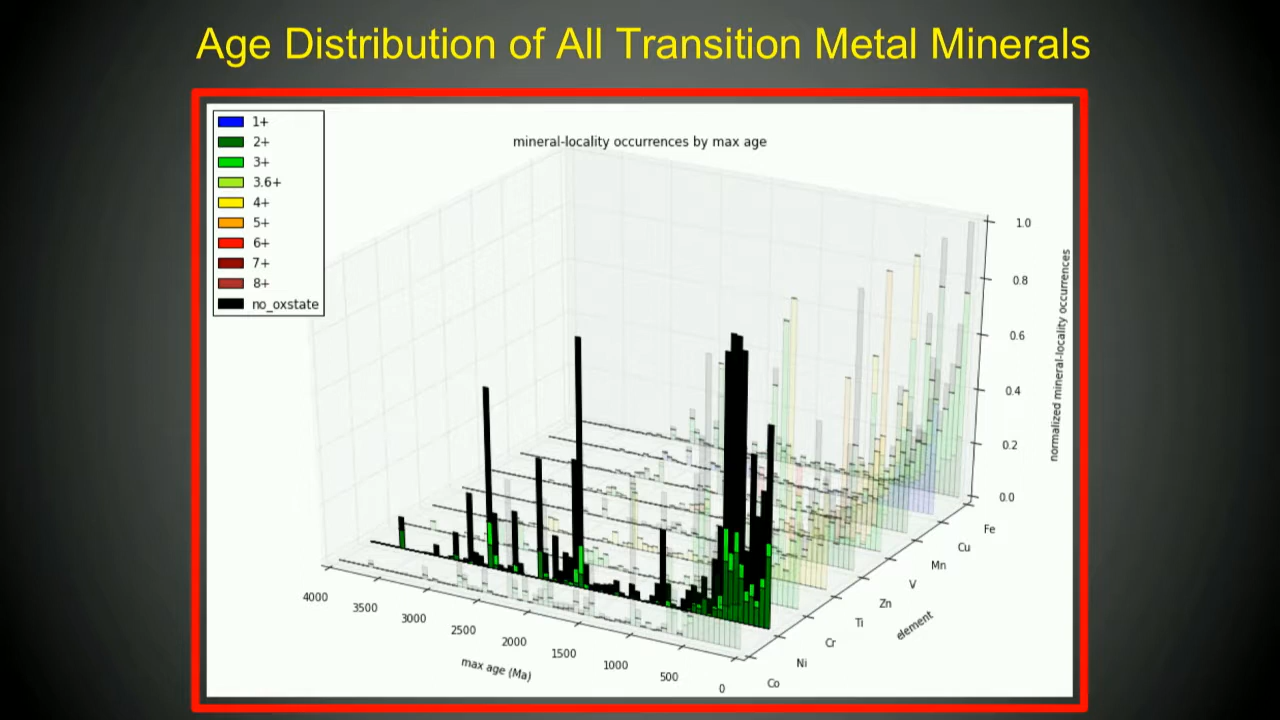 Age Distribution of All Transition Metal Minerals
1+
2+
3+
3.6+
4+
5+
6+
7+
8+
no_oxstate
mineral-locality occurrences by max age
1.0
0.8
0.6
0.4
0.2
0.0
normalized mineral-locality occurrences
Fe
Cu
Mn
V
Zn
Ti
Cr
Ni
Co
element
4000
3500
3000
2500
2000
1500
1000
500
0
max age (Ma)